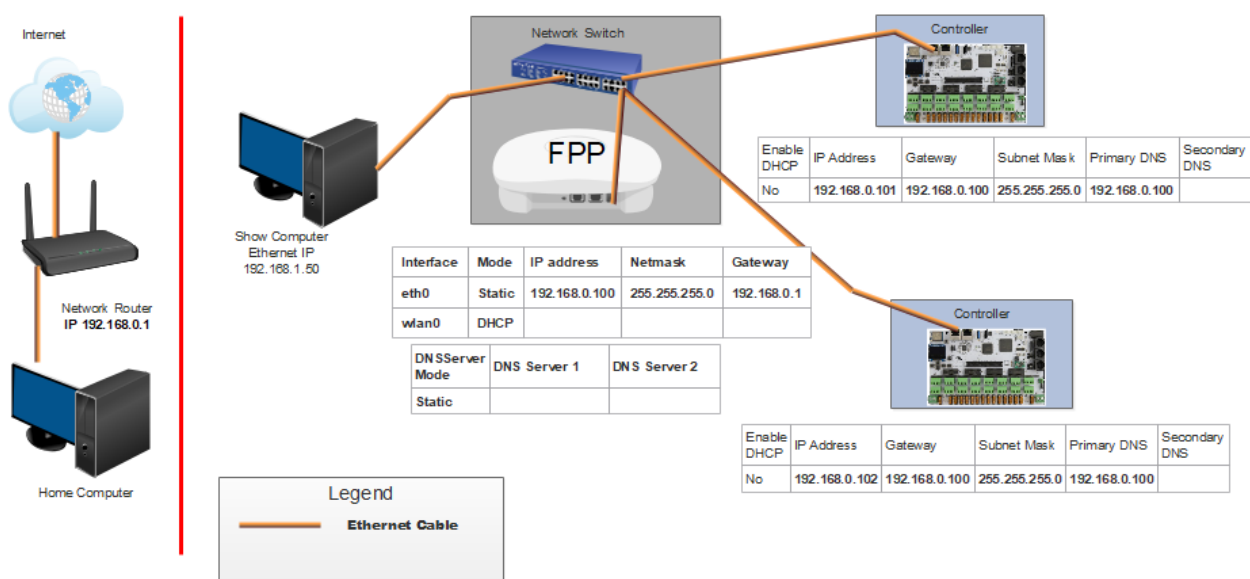 Internet
Network Router
IP 192.168.0.1
Home Computer
Show Computer
Ethernet IP
192.168.1.50
Network Switch
FPP
Interface Mode IP address Netmask Gateway
eth0 Static 192.168.0.100 255.255.255.0 192.168.0.1
wlan0 DHCP
DNSServer Mode DNS Server 1 DNS Server 2
Static
Controller
Enable DHCP IP Address Gateway Subnet Mask Primary DNS Secondary DNS
No 192.168.0.101 192.168.0.100 255.255.255.0 192.168.0.100
Controller
Enable DHCP IP Address Gateway Subnet Mask Primary DNS Secondary DNS
No 192.168.0.102 192.168.0.100 255.255.255.0 192.168.0.100
Legend
Ethernet Cable